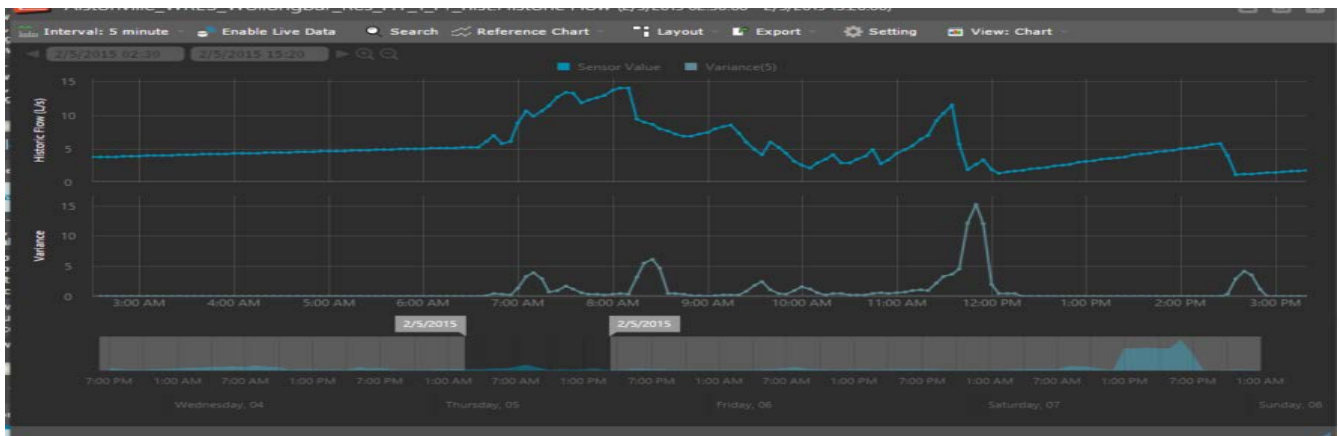 Interval: 5 minute Enable Live Data Search Reference Chart Layout Export Setting View: Chart
2/5/2015 02:30 2/5/2015 15:20
Sensor Value Variance(5)
Historic Flow (L/s)
15
10
5
0
Variance
15
10
5
0
3:00 AM 4:00 AM 5:00 AM 6:00 AM 7:00 AM 8:00 AM 9:00 AM 10:00 AM 11:00 AM 12:00 PM 1:00 PM 2:00 PM 3:00 PM
2/5/2015 2/5/2015
7:00 PM 1:00 AM 7:00 AM 1:00 PM 7:00 PM 1:00 AM 7:00 AM 1:00 PM 7:00 PM 1:00 AM 7:00 AM 1:00 PM 7:00 PM 1:00 AM 7:00 AM 1:00 PM 7:00 PM 1:00 AM
Wednesday, 04 Thursday, 05 Friday, 06 Saturday, 07 Sunday, 08